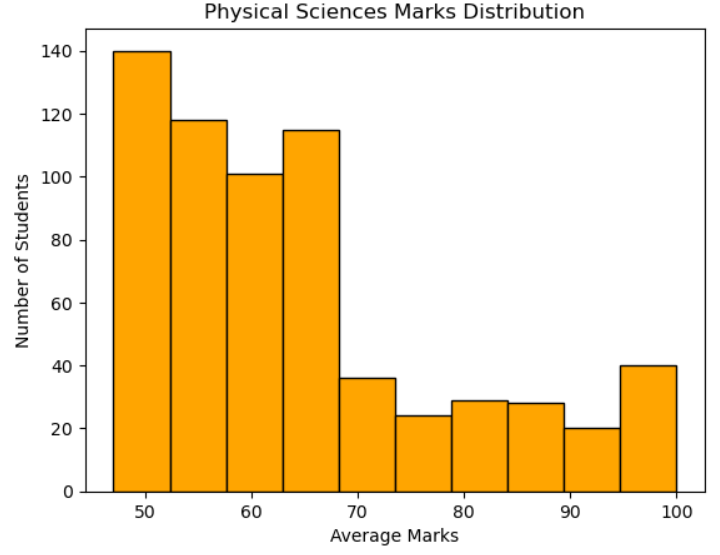 Physical Sciences Marks Distribution
140
120
100
80
60
40
20
0
Number of Students
50 60 70 80 90 100
Average Marks